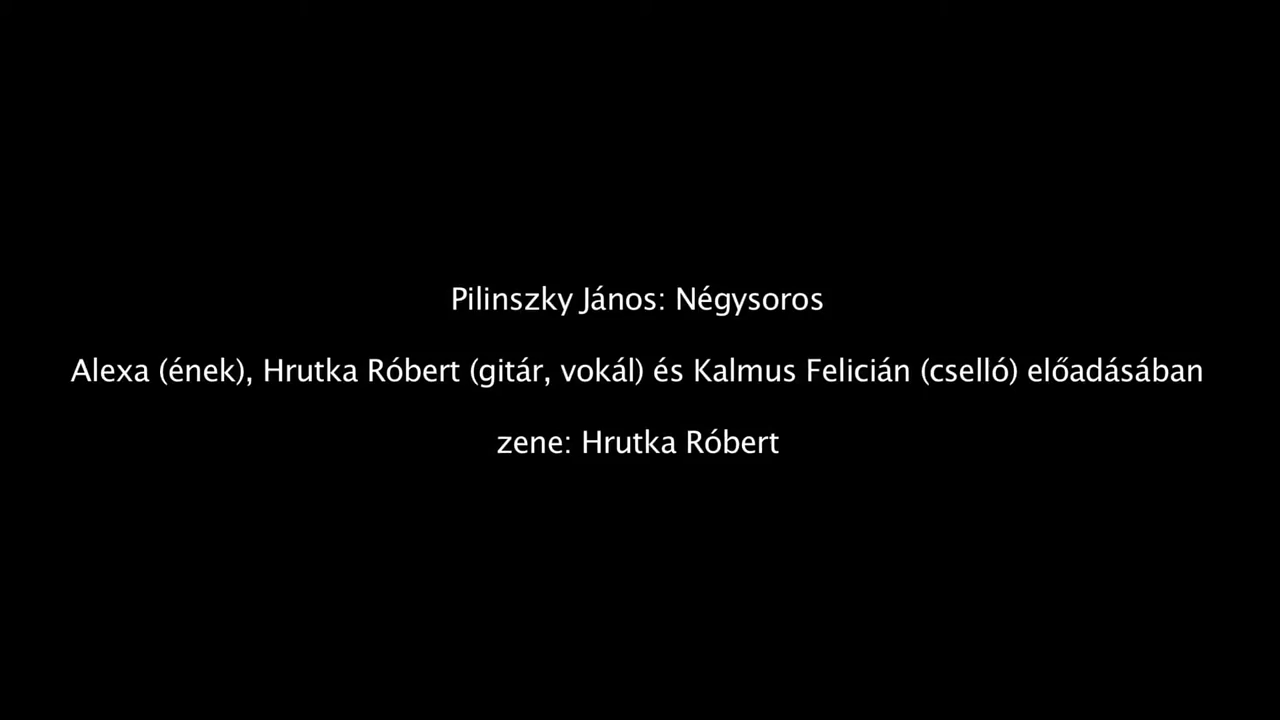 Pilinszky János: Négysoros
Alexa (ének), Hrutka Róbert (gitár, vokál) és Kalmus Felicián (cselló) előadásában
zene: Hrutka Róbert